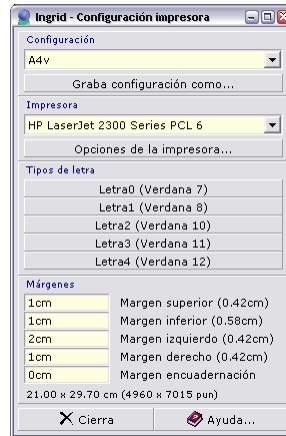 Ingrid - Configuración impresora
Configuración
A4v
Graba configuración como...
Impresora
HP LaserJet 2300 Series PCL 6
Opciones de la impresora...
Tipos de letra
Letra0 (Verdana 7)
Letra1 (Verdana 8)
Letra2 (Verdana 10)
Letra3 (Verdana 11)
Letra4 (Verdana 12)
Márgenes
1cm Margen superior (0.42cm)
1cm Margen inferior (0.58cm)
2cm Margen izquierdo (0.42cm)
1cm Margen derecho (0.42cm)
0cm Margen encuadernación
21.00 x 29.70 cm (4960 x 7015 pun)
Cierra Ayuda...